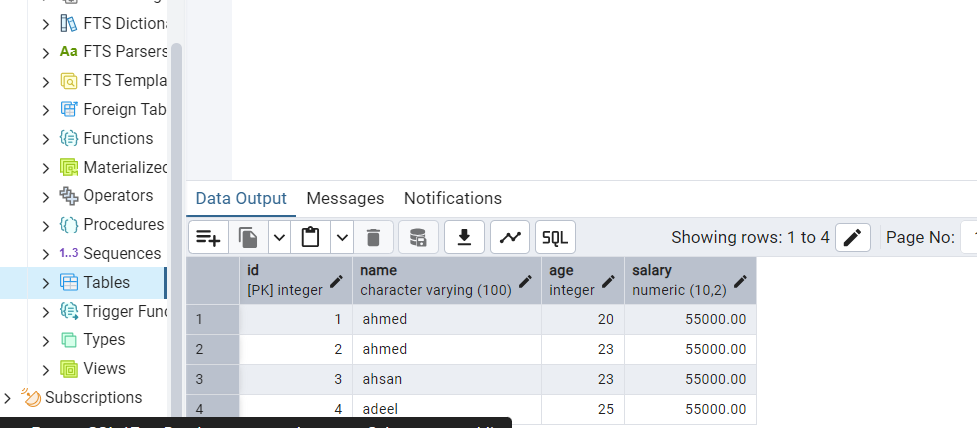 FTS Diction
Aa FTS Parsers
FTS Templa
Foreign Tab
Functions
Materialized
Operators
Procedures
1..3 Sequences
Tables
Trigger Func
Types
Views
Subscriptions
Data Output Messages Notifications
SQL Showing rows: 1 to 4 Page No:
id name age salary
[PK] integer character varying (100) integer numeric (10,2)
1 1 ahmed 20 55000.00
2 2 ahmed 23 55000.00
3 3 ahsan 23 55000.00
4 4 adeel 25 55000.00